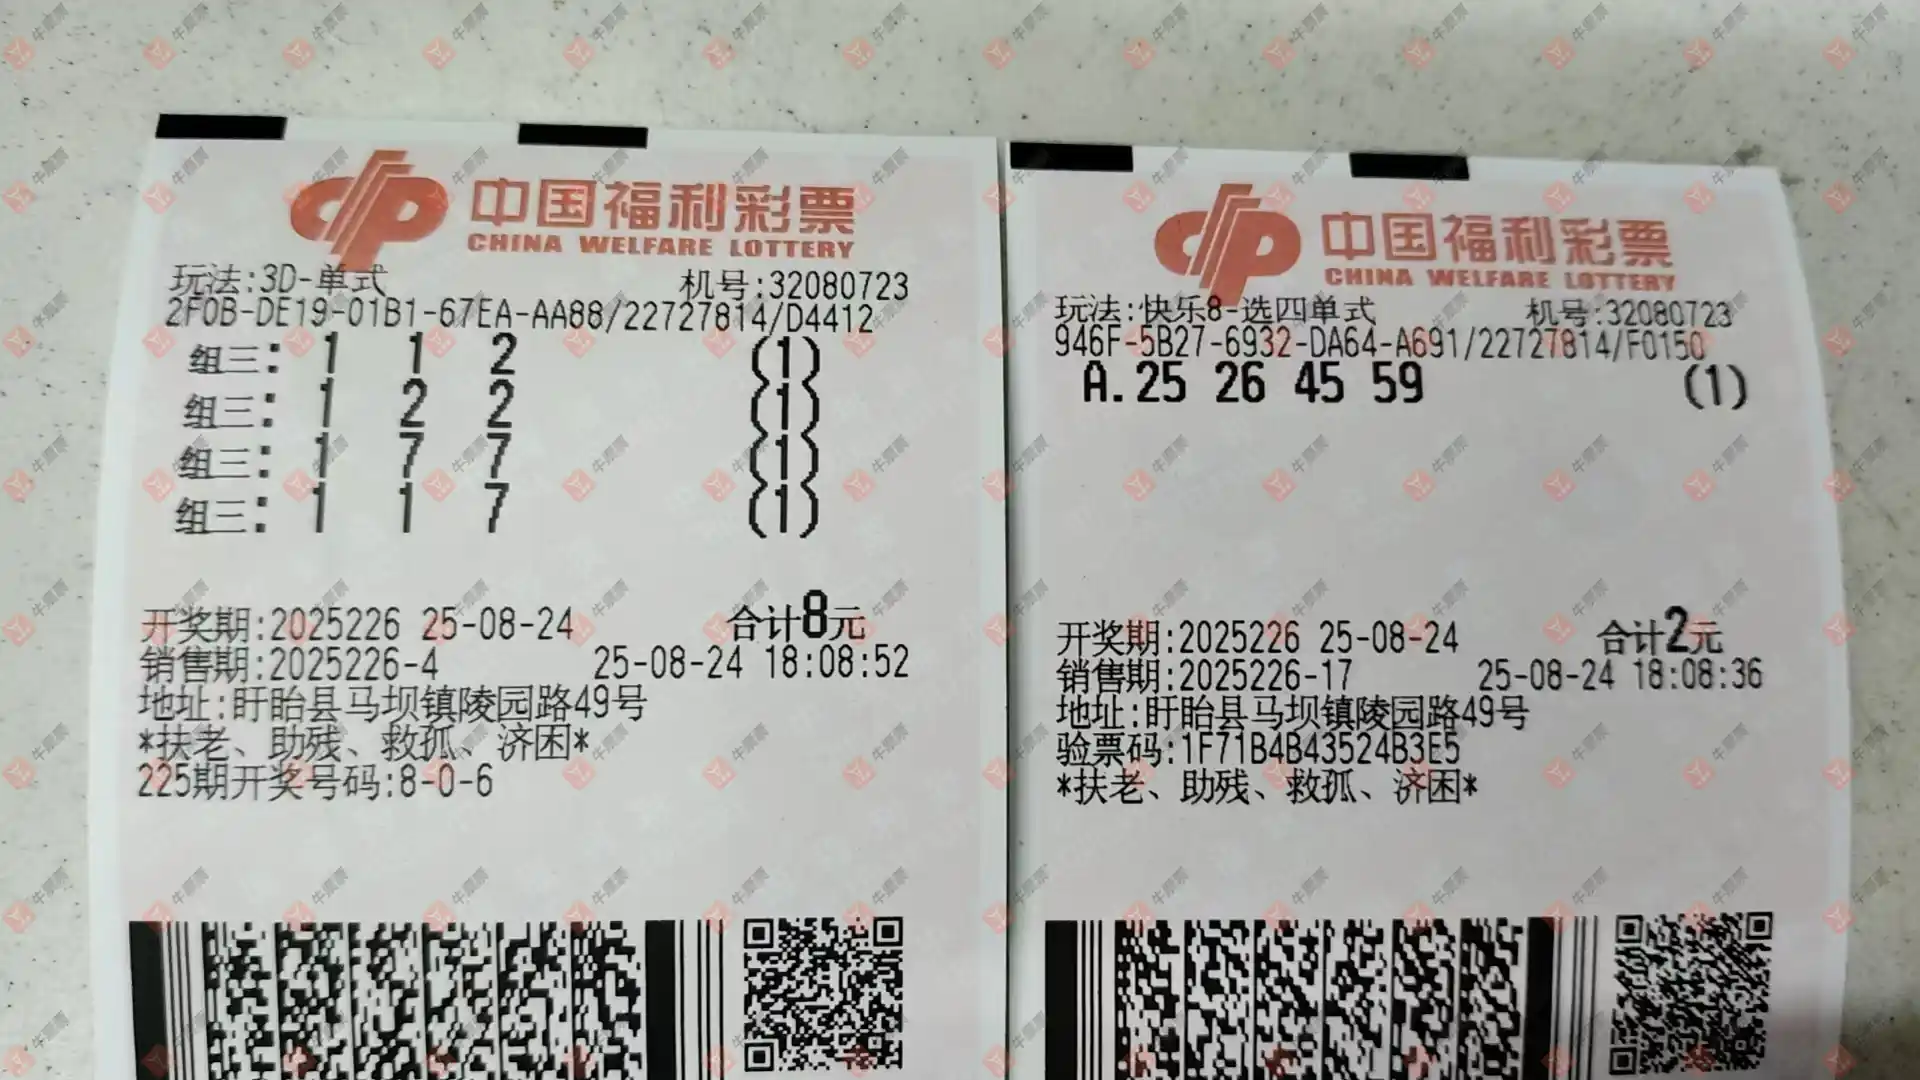 中国福利彩票
CHINA WELFARE LOTTERY
玩法:3D-单式 机号:32080723
2F0B-DE19-01B1-67EA-AA88/22727814/D4412
组三: 1 1 2 (1)
组三: 1 2 2 (1)
组三: 1 7 7 (1)
组三: 1 1 7 (1)
开奖期:2025226 25-08-24 合计8元
销售期:2025226-4 25-08-24 18:08:52
地址:盱眙县马坝镇陵园路49号
*扶老、助残、救孤、济困*
225期开奖号码:8-0-6
中国福利彩票
CHINA WELFARE LOTTERY
玩法:快乐8-选四单式 机号:32080723
946F-5B27-6932-DA64-A691/22727814/F0150
A.25 26 45 59 (1)
开奖期:2025226 25-08-24 合计2元
销售期:2025226-17 25-08-24 18:08:36
地址:盱眙县马坝镇陵园路49号
验票码:1F71B4B43524B3E5
*扶老、助残、救孤、济困*